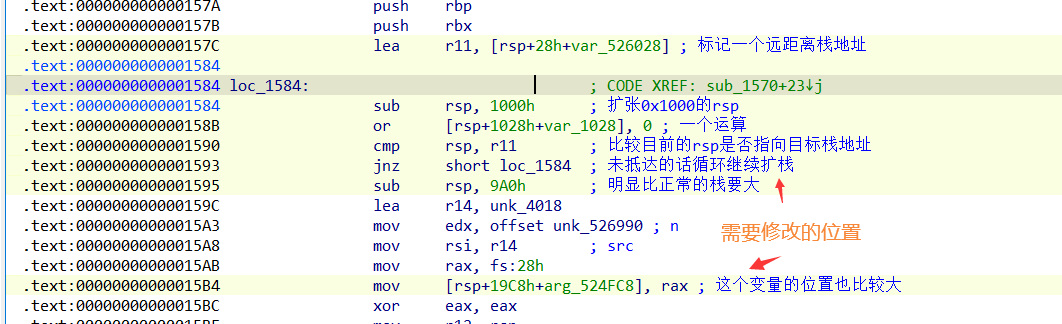 .text:000000000000157A push rbp
.text:000000000000157B push rbx
.text:000000000000157C lea r11, [rsp+28h+var_526028] ; 标记一个远距离栈地址
.text:0000000000001584
.text:0000000000001584 loc_1584: ; CODE XREF: sub_1570+23↓j
.text:0000000000001584 sub rsp, 1000h ; 扩张0x1000的rsp
.text:000000000000158B or [rsp+1028h+var_1028], 0 ; 一个运算
.text:0000000000001590 cmp rsp, r11 ; 比较目前的rsp是否指向目标栈地址
.text:0000000000001593 jnz short loc_1584 ; 未抵达的话循环继续扩栈
.text:0000000000001595 sub rsp, 9A0h ; 明显比正常的栈要大
.text:000000000000159C lea r14, unk_4018
.text:00000000000015A3 mov edx, offset unk_526990 ; n
需要修改的位置
.text:00000000000015A8 mov rsi, r14 ; src
.text:00000000000015AB mov rax, fs:28h
.text:00000000000015B4 mov [rsp+19C8h+arg_524FC8], rax ; 这个变量的位置也比较大
.text:00000000000015BC xor eax, eax